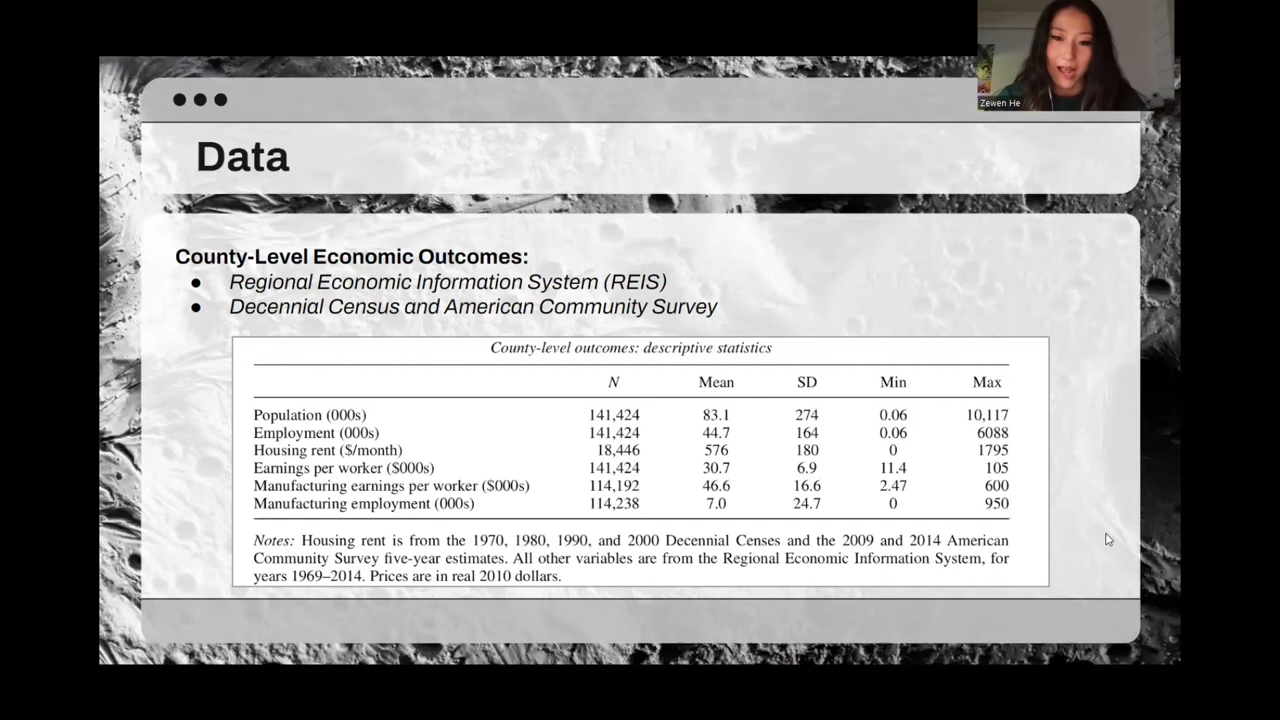 Zewen He
Data
County-Level Economic Outcomes:
● Regional Economic Information System (REIS)
● Decennial Census and American Community Survey
County-level outcomes: descriptive statistics
N Mean SD Min Max
Population (000s) 141,424 83.1 274 0.06 10,117
Employment (000s) 141,424 44.7 164 0.06 6088
Housing rent ($/month) 18,446 576 180 0 1795
Earnings per worker ($000s) 141,424 30.7 6.9 11.4 105
Manufacturing earnings per worker ($000s) 114,192 46.6 16.6 2.47 600
Manufacturing employment (000s) 114,238 7.0 24.7 0 950
Notes: Housing rent is from the 1970, 1980, 1990, and 2000 Decennial Censes and the 2009 and 2014 American
Community Survey five-year estimates. All other variables are from the Regional Economic Information System, for
years 1969–2014. Prices are in real 2010 dollars.